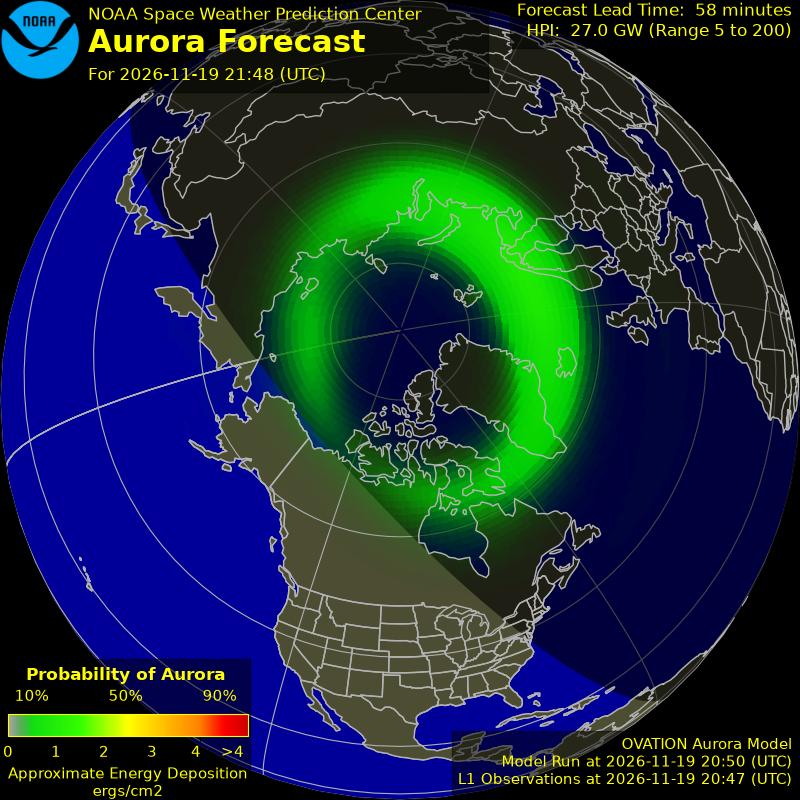 NOAA
NOAA Space Weather Prediction Center
Aurora Forecast
For 2026-11-19 21:48 (UTC)
Forecast Lead Time: 58 minutes
HPI: 27.0 GW (Range 5 to 200)
Probability of Aurora
10% 50% 90%
0 1 2 3 4 >4
Approximate Energy Deposition
ergs/cm2
OVATION Aurora Model
Model Run at 2026-11-19 20:50 (UTC)
L1 Observations at 2026-11-19 20:47 (UTC)